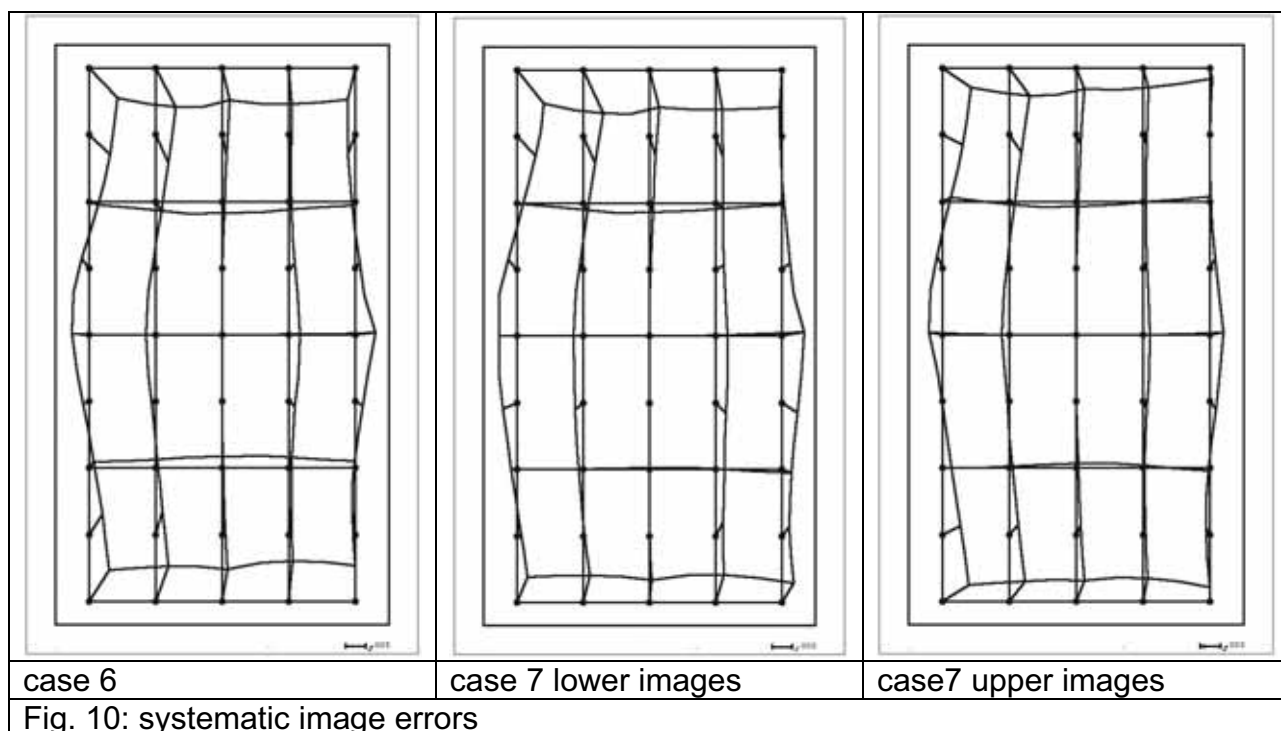 case 6
case 7 lower images
case7 upper images
Fig. 10: systematic image errors